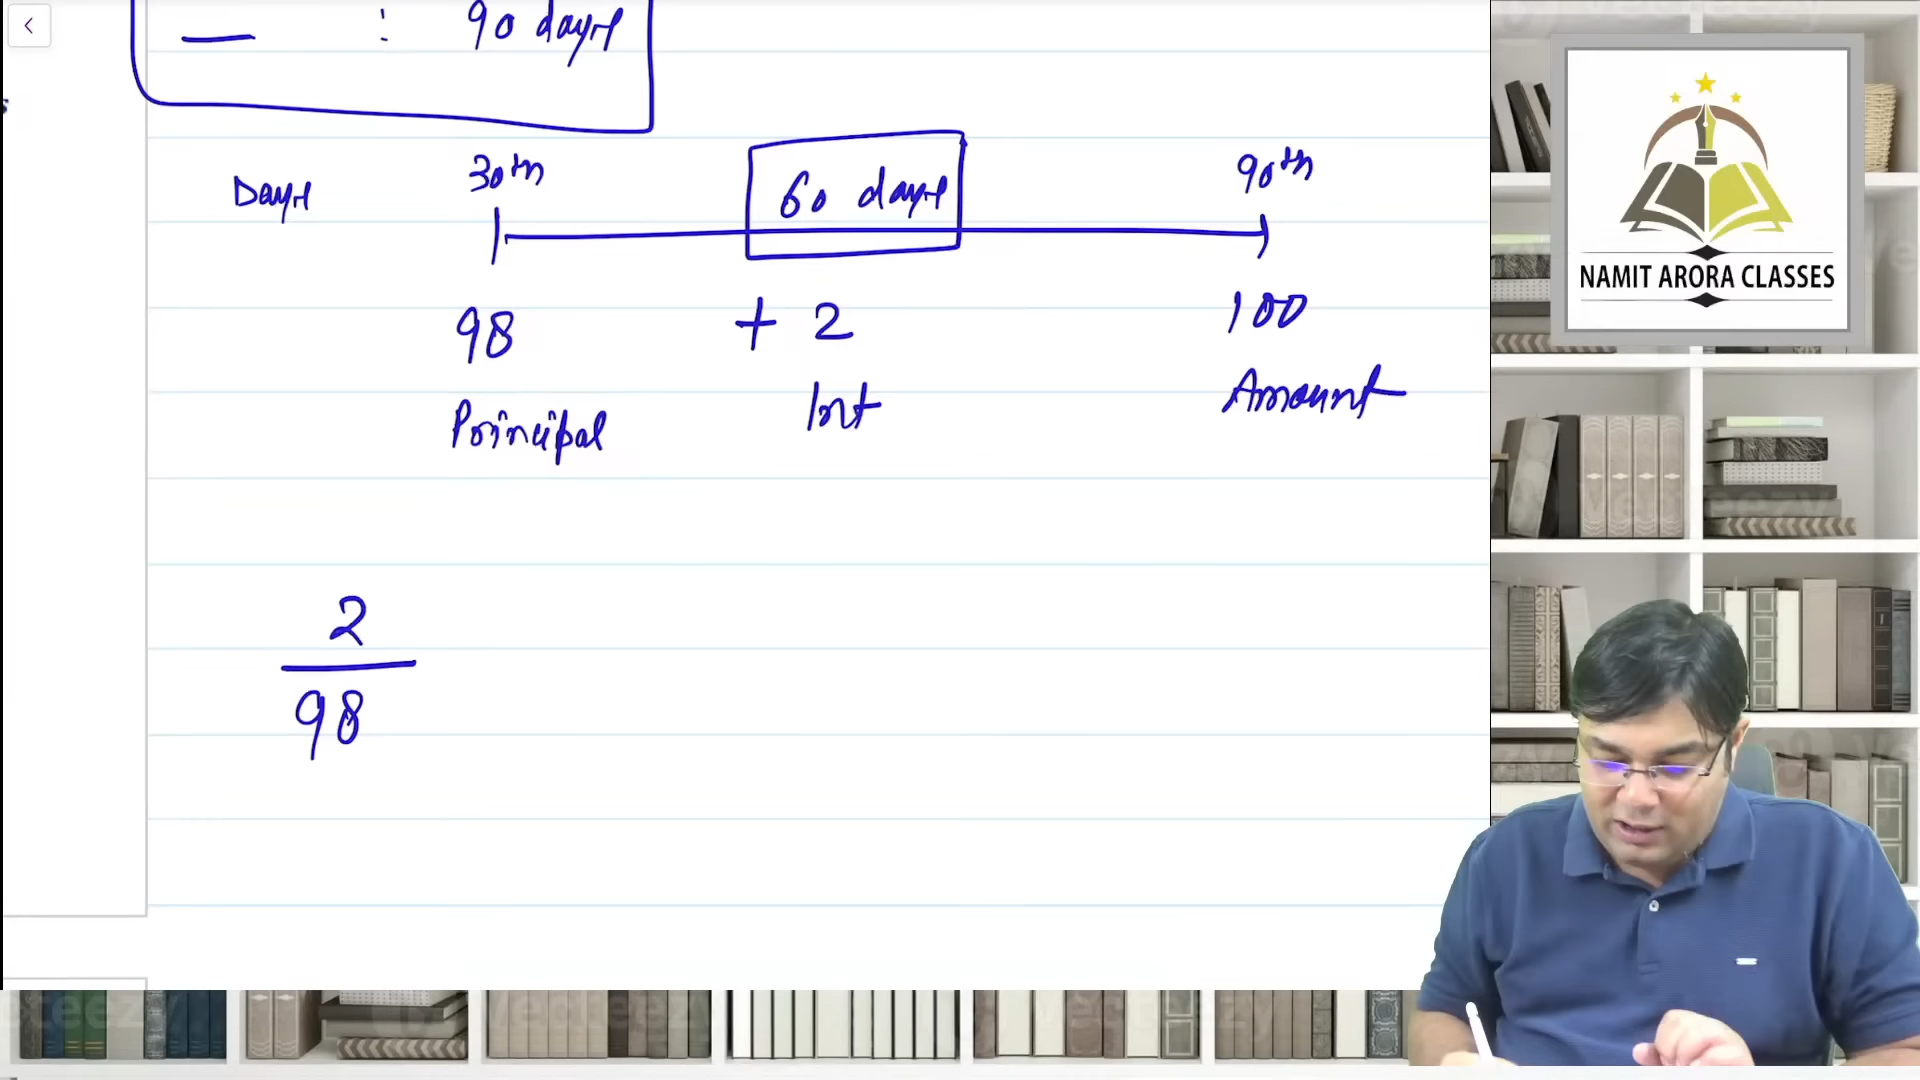 — : 90 days
Days 30th 60 days 90th
98 + 2 100
Principal Int Amount
2
98
NAMIT ARORA CLASSES